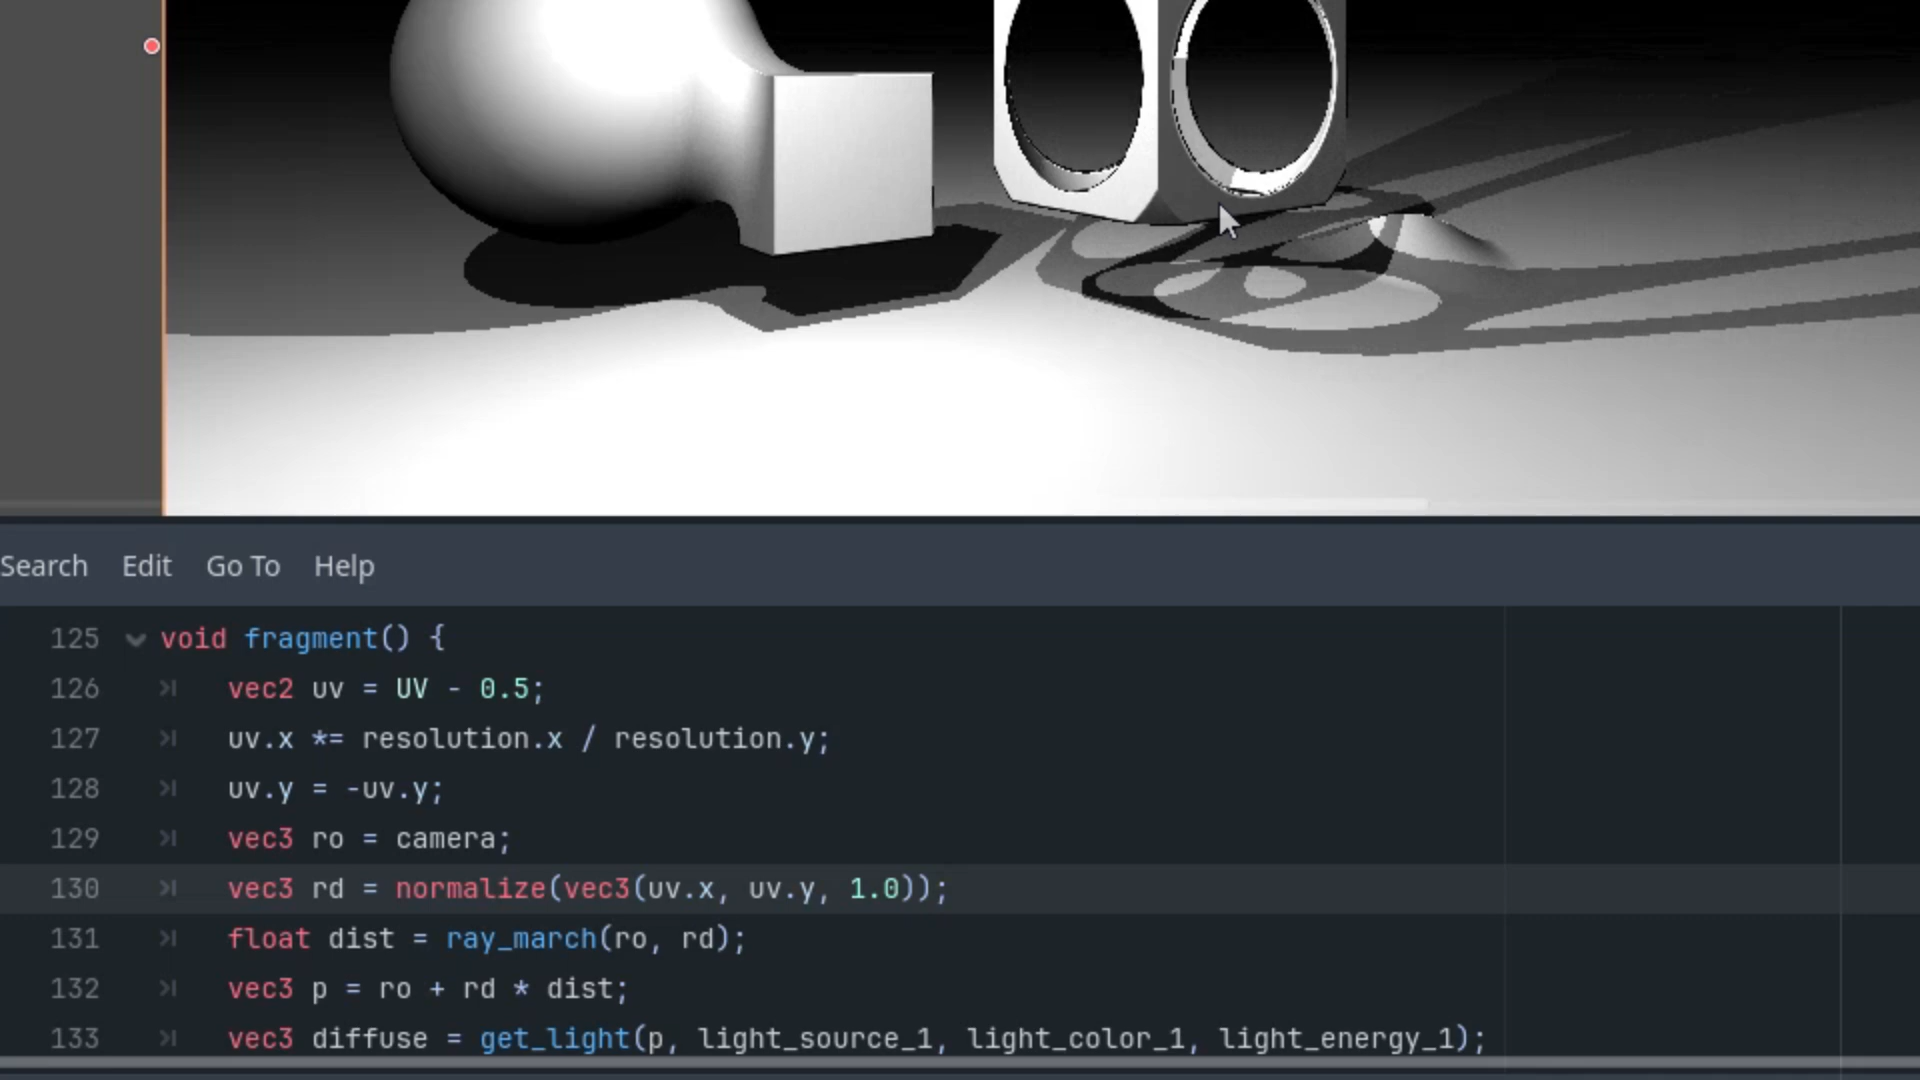 Search Edit Go To Help
125 void fragment() {
126 vec2 uv = UV - 0.5;
127 uv.x *= resolution.x / resolution.y;
128 uv.y = -uv.y;
129 vec3 ro = camera;
130 vec3 rd = normalize(vec3(uv.x, uv.y, 1.0));
131 float dist = ray_march(ro, rd);
132 vec3 p = ro + rd * dist;
133 vec3 diffuse = get_light(p, light_source_1, light_color_1, light_energy_1);